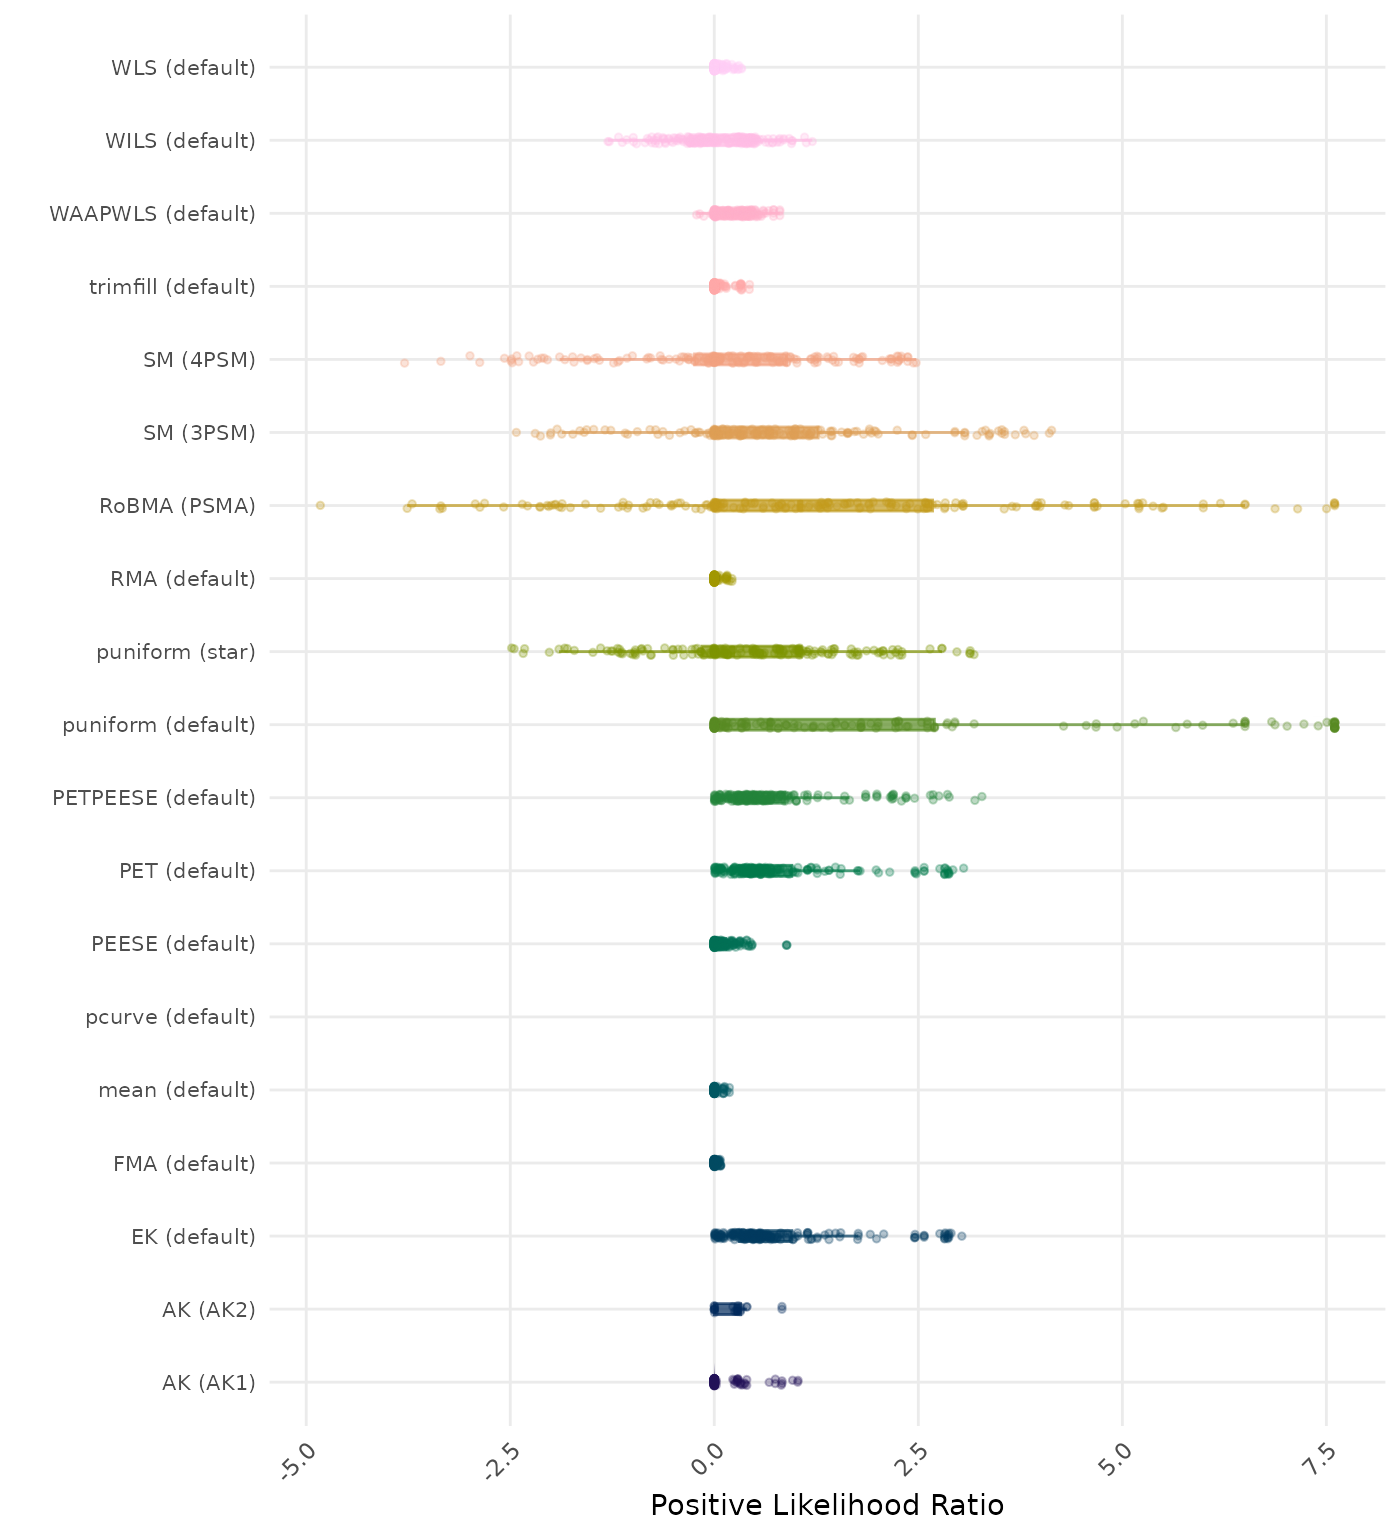 WLS (default)
WILS (default)
WAAPWLS (default)
trimfill (default)
SM (4PSM)
SM (3PSM)
RoBMA (PSMA)
RMA (default)
puniform (star)
puniform (default)
PETPEESE (default)
PET (default)
PEESE (default)
pcurve (default)
mean (default)
FMA (default)
EK (default)
AK (AK2)
AK (AK1)
-5.0 -2.5 0.0 2.5 5.0 7.5
Positive Likelihood Ratio